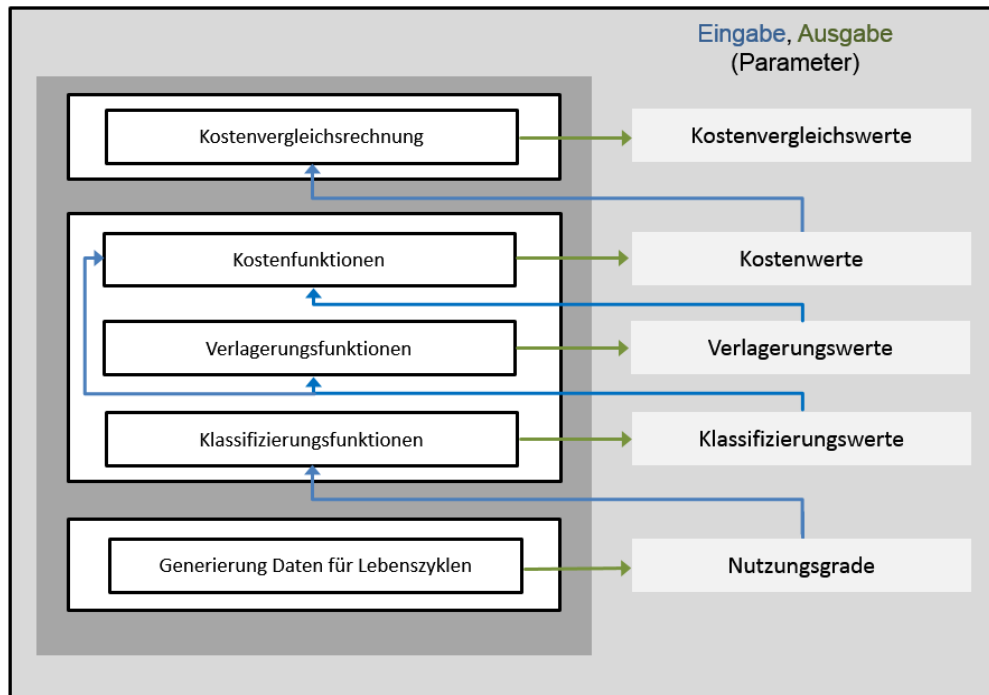 Eingabe, Ausgabe
(Parameter)
Kostenvergleichsrechnung
Kostenvergleichswerte
Kostenfunktionen
Kostenwerte
Verlagerungsfunktionen
Verlagerungswerte
Klassifizierungsfunktionen
Klassifizierungswerte
Generierung Daten für Lebenszyklen
Nutzungsgrade